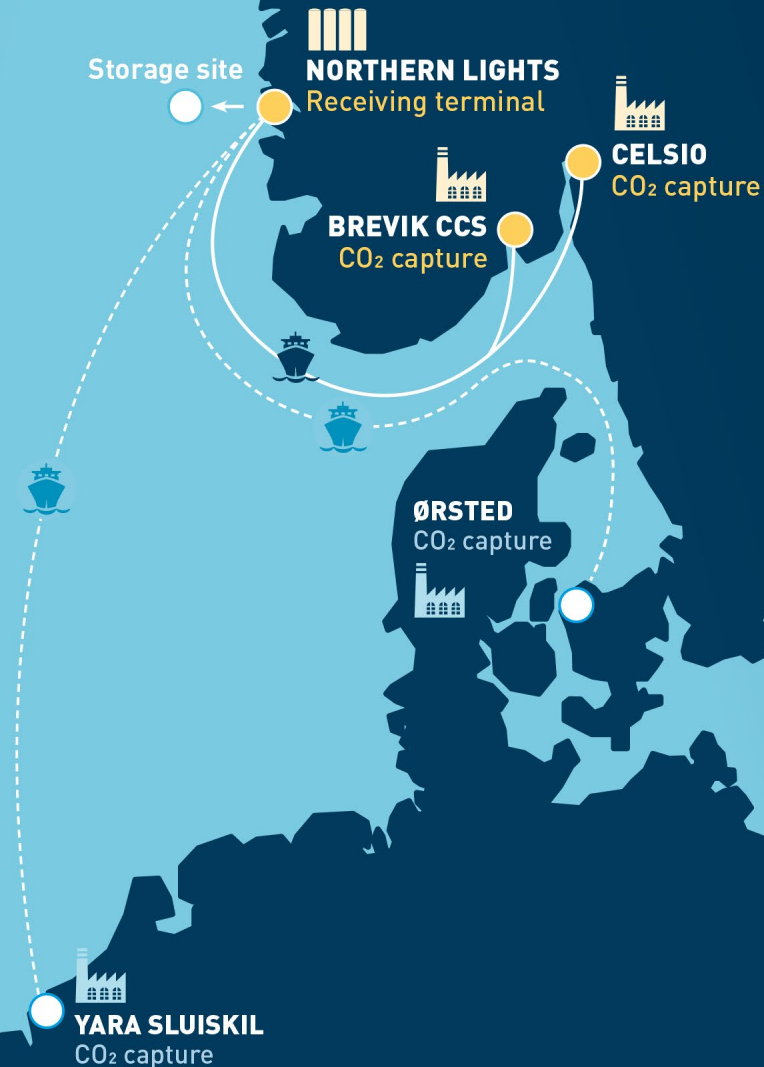 Storage site
NORTHERN LIGHTS
Receiving terminal
CELSIO
CO₂ capture
BREVIK CCS
CO₂ capture
ØRSTED
CO₂ capture
YARA SLUISKIL
CO₂ capture